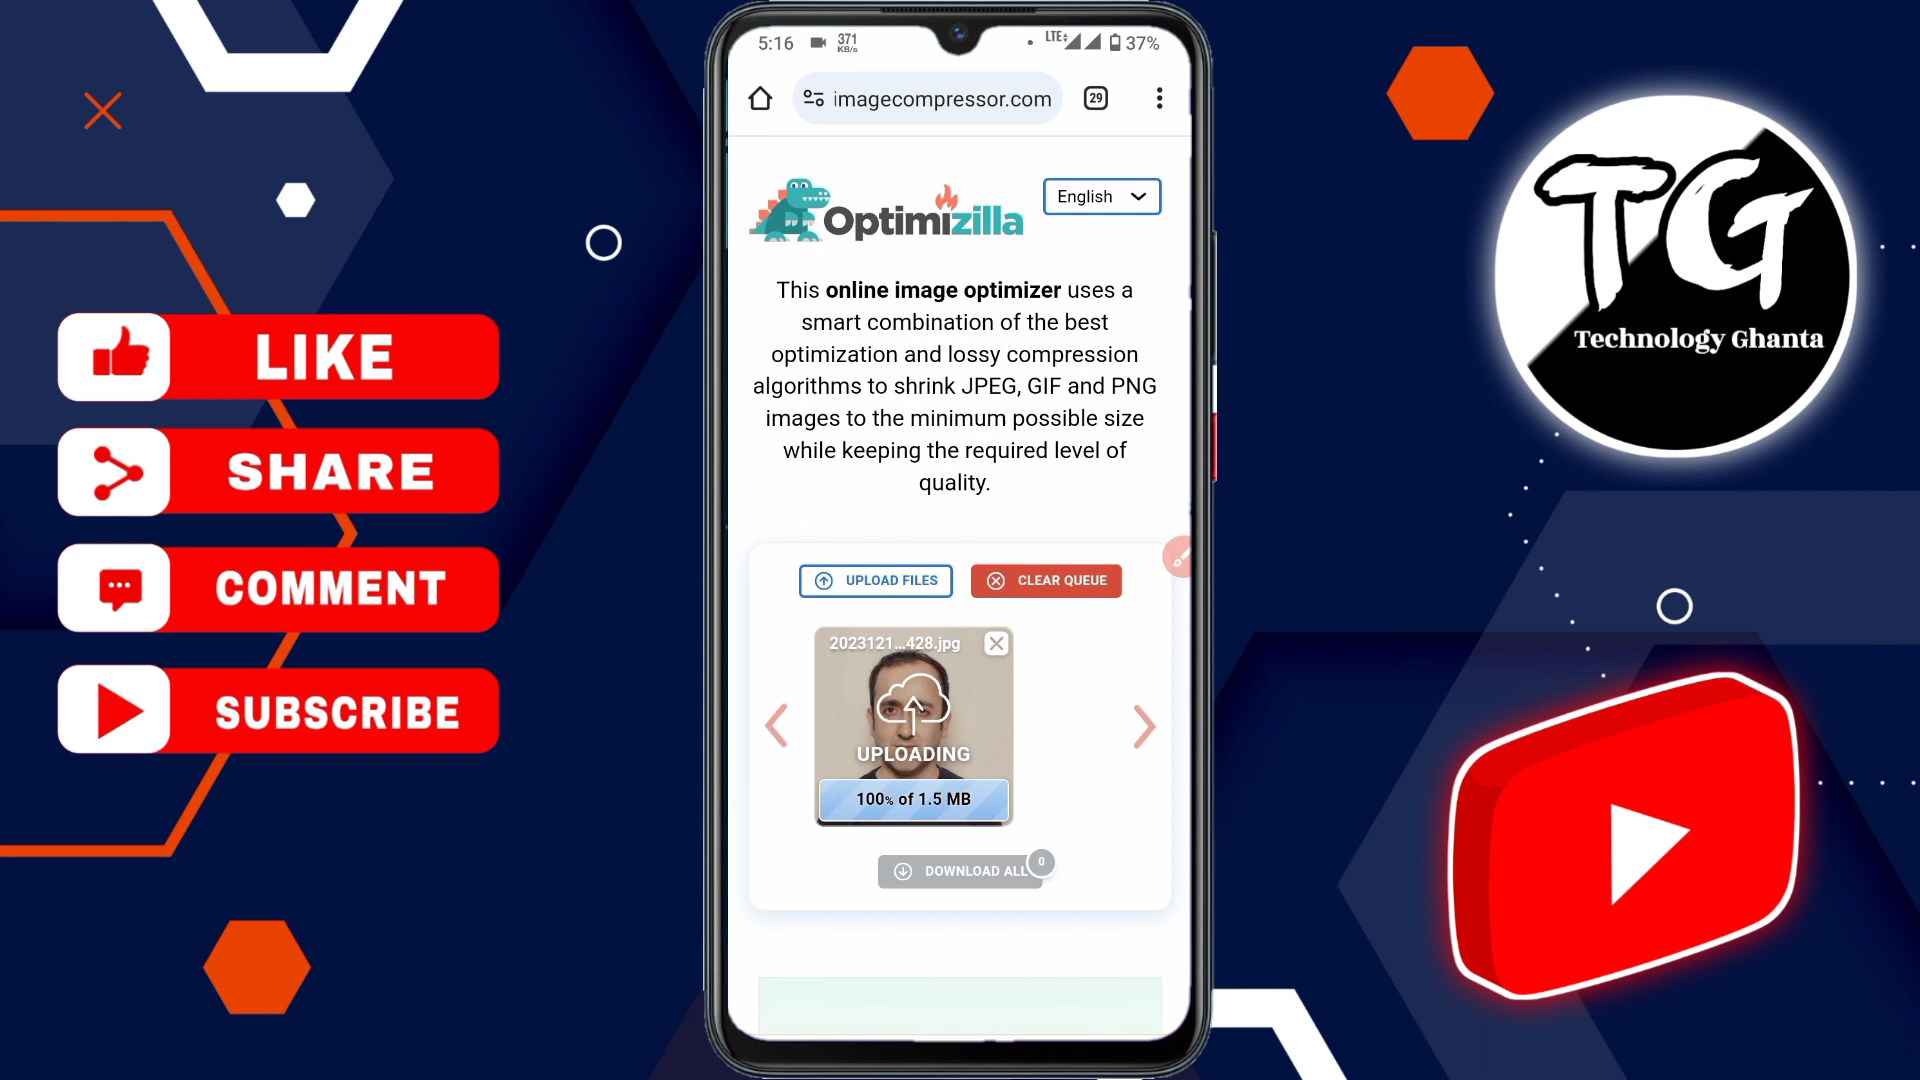 LIKE
SHARE
COMMENT
SUBSCRIBE
5:16
371
KB/s
LTE
37%
imagecompressor.com
29
Optimizilla
English
This online image optimizer uses a
smart combination of the best
optimization and lossy compression
algorithms to shrink JPEG, GIF and PNG
images to the minimum possible size
while keeping the required level of
quality.
UPLOAD FILES
CLEAR QUEUE
2023121...428.jpg
UPLOADING
100% of 1.5 MB
DOWNLOAD ALL
0
TG
Technology Ghanta